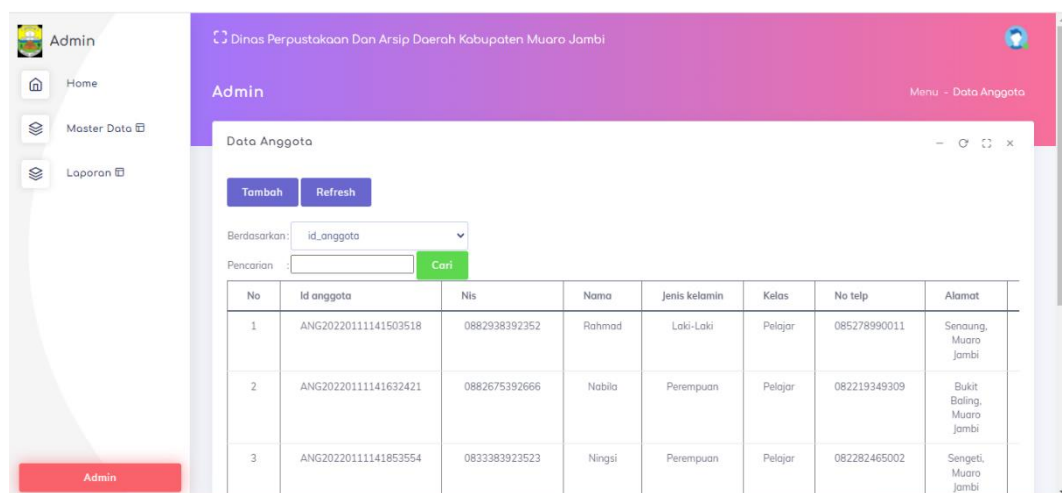 Admin
Home
Master Data
Laporan
Admin
Dinas Perpustakaan Dan Arsip Daerah Kabupaten Muaro Jambi
Admin
Menu - Data Anggota
Data Anggota
Tambah Refresh
Berdasarkan: id_anggota
Pencarian : Cari
No Id anggota Nis Nama Jenis kelamin Kelas No telp Alamat
1 ANG20220111141503518 0882938392352 Rahmad Laki-Laki Pelajar 085278990011 Senaung,
Muaro
Jambi
2 ANG20220111141632421 0882675392666 Nabila Perempuan Pelajar 082219349309 Bukit
Baling,
Muaro
Jambi
3 ANG20220111141853554 0833383923523 Ningsi Perempuan Pelajar 082282465002 Sengeti,
Muaro
Jambi